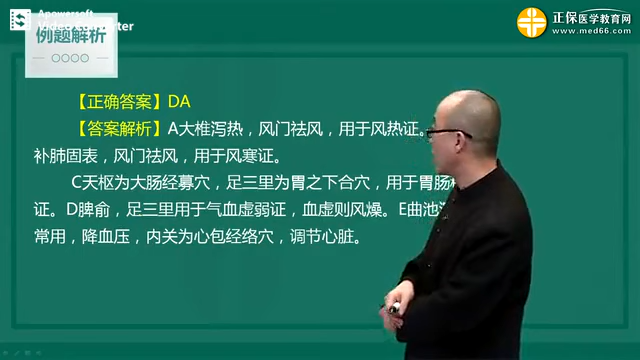 Apowersoft
Video Converter
例题解析
正保医学教育网
www.med66.com
【正确答案】DA
【答案解析】A大椎泻热，风门祛风，用于风热证。
补肺固表，风门祛风，用于风寒证。
C天枢为大肠经募穴，足三里为胃之下合穴，用于胃肠
证。D脾俞，足三里用于气血虚弱证，血虚则风燥。E曲池
常用，降血压，内关为心包经络穴，调节心脏。